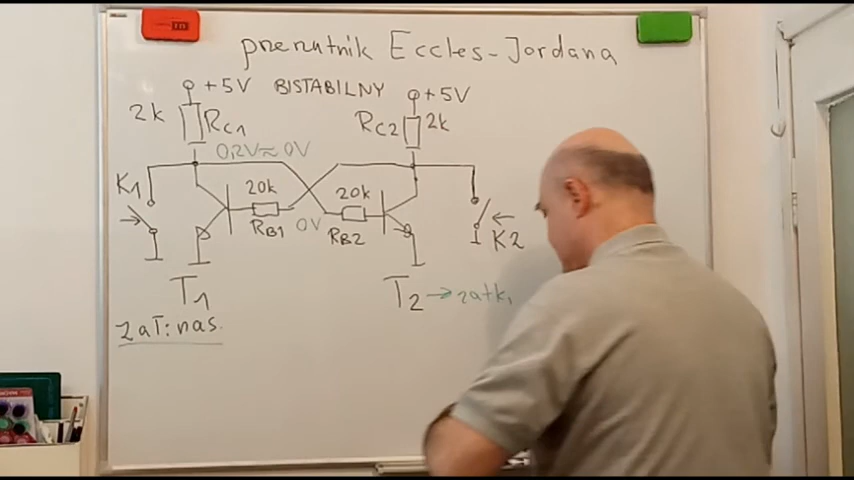 przerzutnik Eccles-Jordana
+5V BISTABILNY +5V
2k RC1 RC2 2k
0,2V≈0V
K1 20k 20k
RB1 0V RB2 K2
T1 T2 → zatk,
zał: nas.